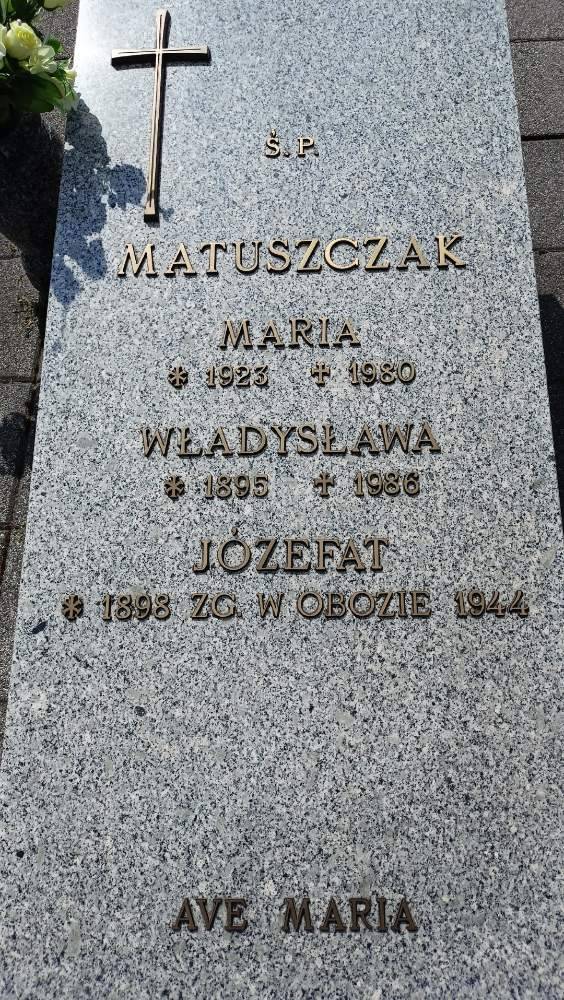 Ś.P.
MATUSZCZAK
MARIA
* 1923 ✝ 1980
WŁADYSŁAWA
* 1895 ✝ 1986
JÓZEFAT
* 1898 ZG. W OBOZIE 1944
AVE MARIA